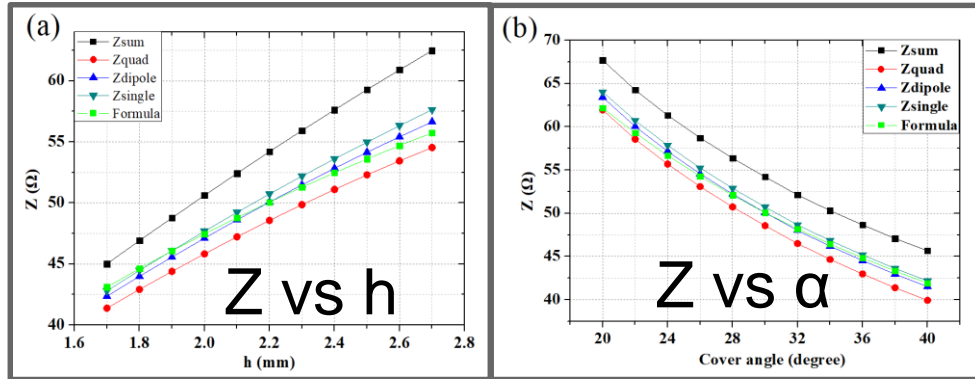 (a)
Zsum
Zquad
Zdipole
Zsingle
Formula
60
55
50
45
40
Z (Ω)
Z vs h
1.6 1.8 2.0 2.2 2.4 2.6 2.8
h (mm)
(b)
Zsum
Zquad
Zdipole
Zsingle
Formula
70
65
60
55
50
45
40
Z (Ω)
Z vs α
20 24 28 32 36 40
Cover angle (degree)